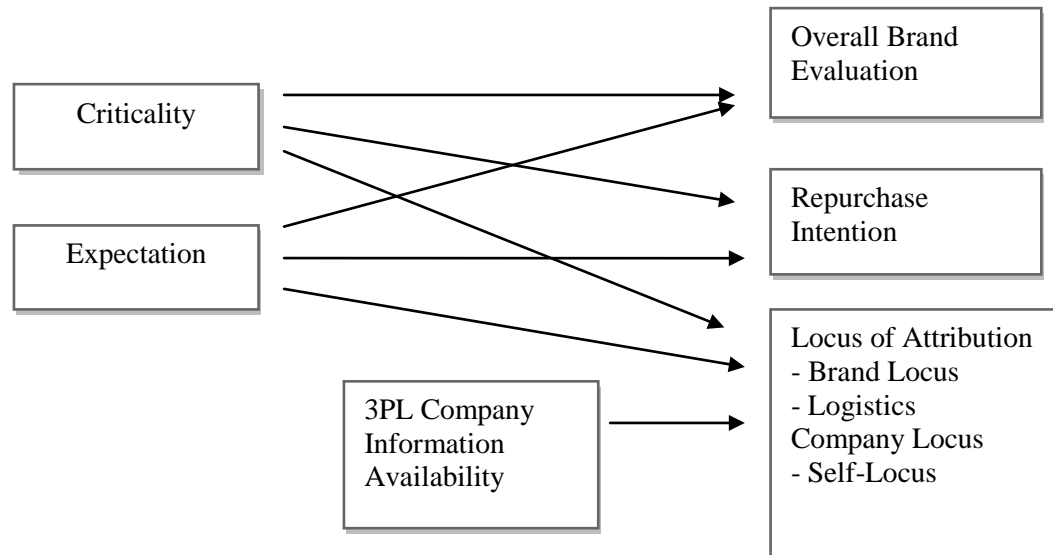 Criticality
Expectation
3PL Company
Information
Availability
Overall Brand
Evaluation
Repurchase
Intention
Locus of Attribution
- Brand Locus
- Logistics
Company Locus
- Self-Locus